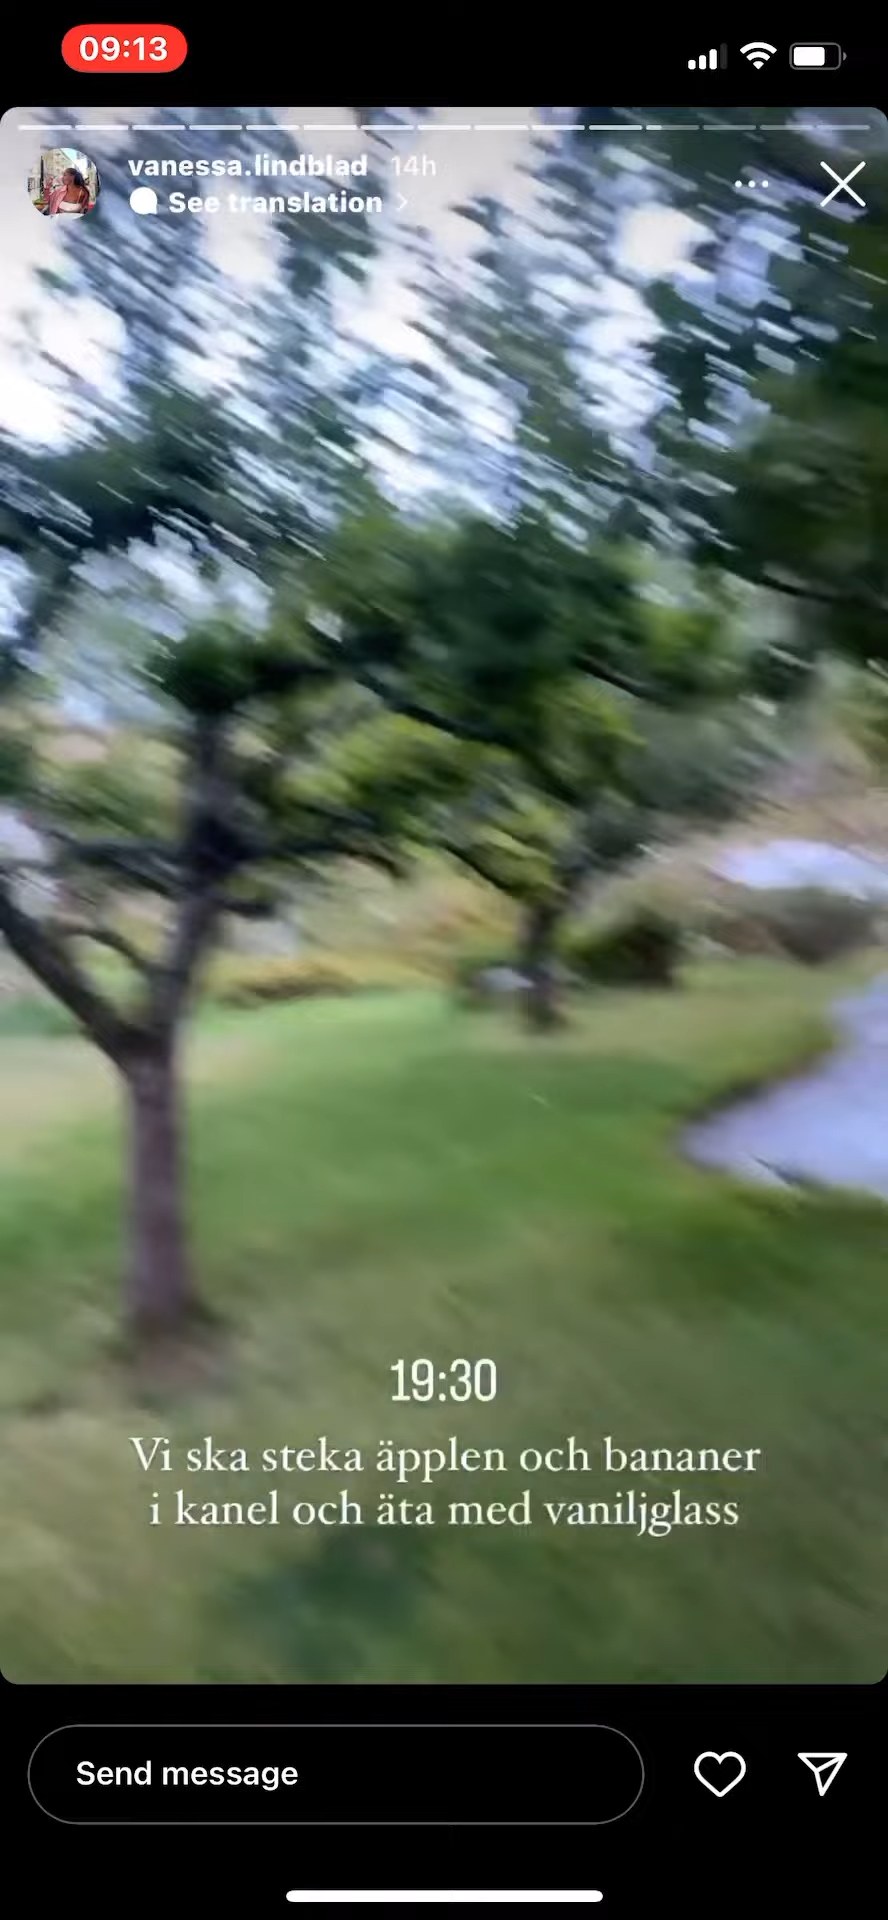 09:13
vanessa.lindblad 14h
See translation
19:30
Vi ska steka äpplen och bananer
i kanel och äta med vaniljglass
Send message